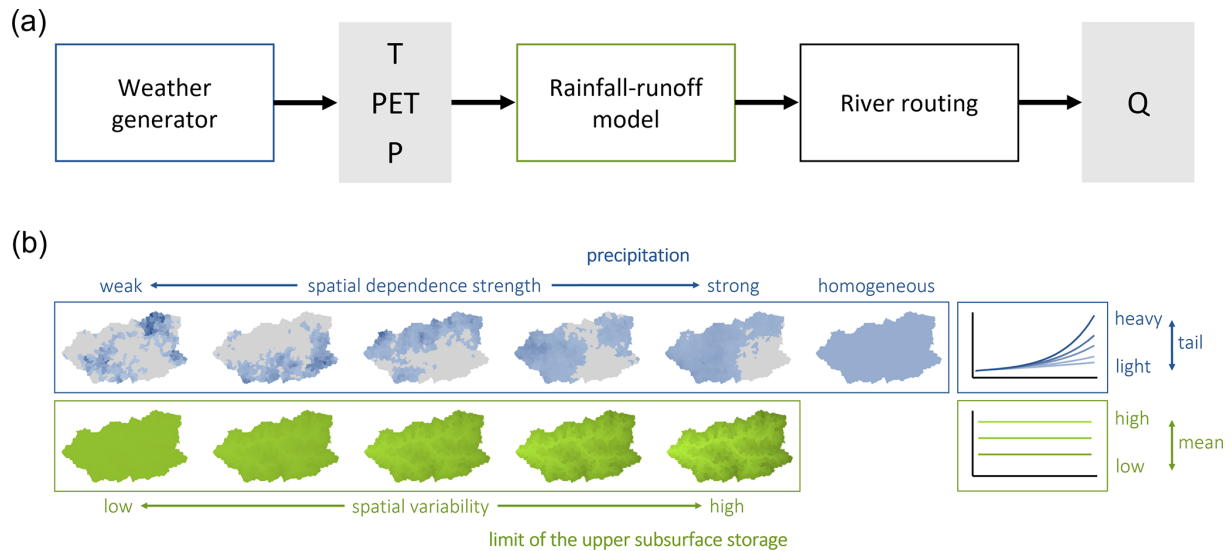 (a)
Weather
generator
T
PET
P
Rainfall-runoff
model
River routing
Q
(b)
precipitation
weak
spatial dependence strength
strong
homogeneous
heavy
tail
light
high
mean
low
low
spatial variability
high
limit of the upper subsurface storage